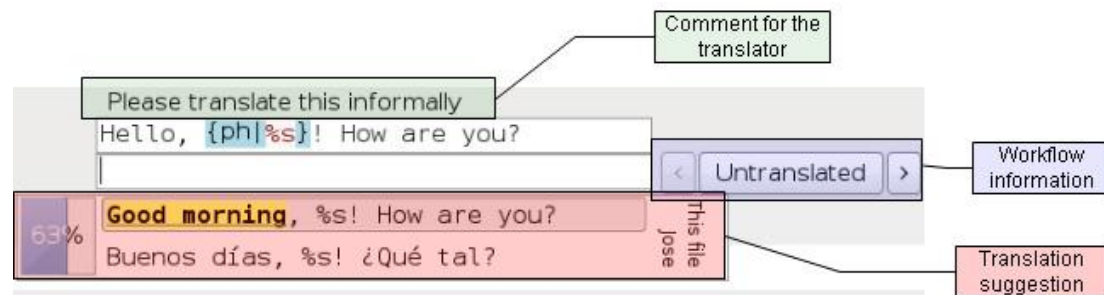 Comment for the
translator
Please translate this informally
Hello, {ph|%s}! How are you?
< Untranslated >
Workflow
information
63%
Good morning, %s! How are you?
Buenos días, %s! ¿Qué tal?
This file
Jose
Translation
suggestion